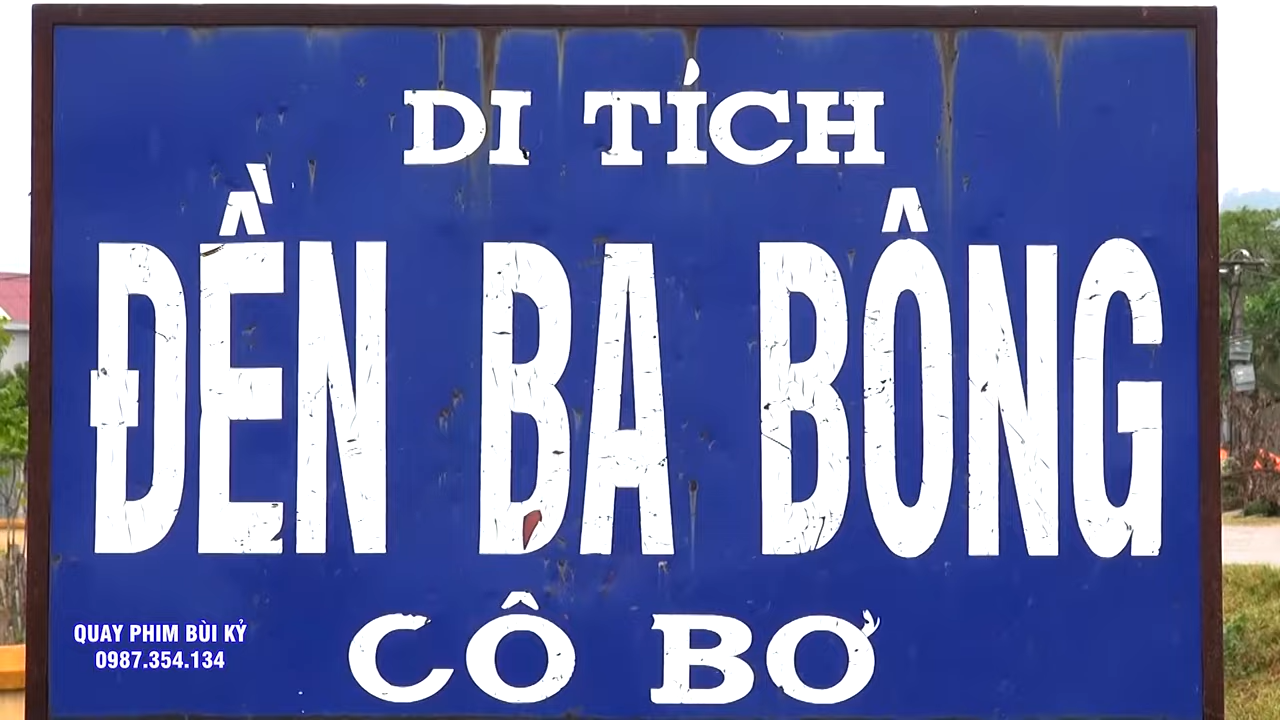 DI TÍCH
ĐỀN BA BÔNG
CÔ BƠ
QUAY PHIM BÙI KỶ
0987.354.134